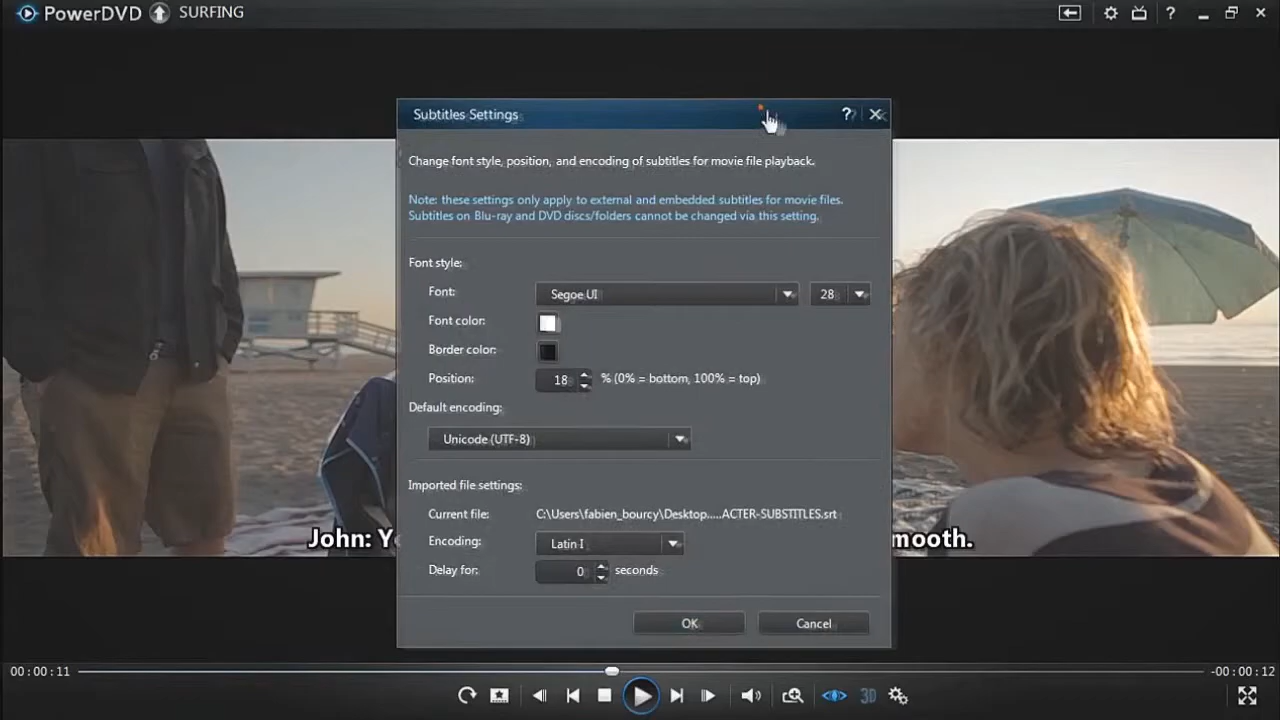 PowerDVD SURFING
?
Subtitles Settings ?
Change font style, position, and encoding of subtitles for movie file playback.
Note: these settings only apply to external and embedded subtitles for movie files.
Subtitles on Blu-ray and DVD discs/folders cannot be changed via this setting.
Font style:
Font: Segoe UI 28
Font color:
Border color:
Position: 18 % (0% = bottom, 100% = top)
Default encoding:
Unicode (UTF-8)
Imported file settings:
Current file: C:\Users\fabien_bourcy\Desktop.....ACTER-SUBSTITLES.srt
John: Y mooth.
Encoding: Latin I
Delay for: 0 seconds
OK Cancel
00:00:11 -00:00:12
3D